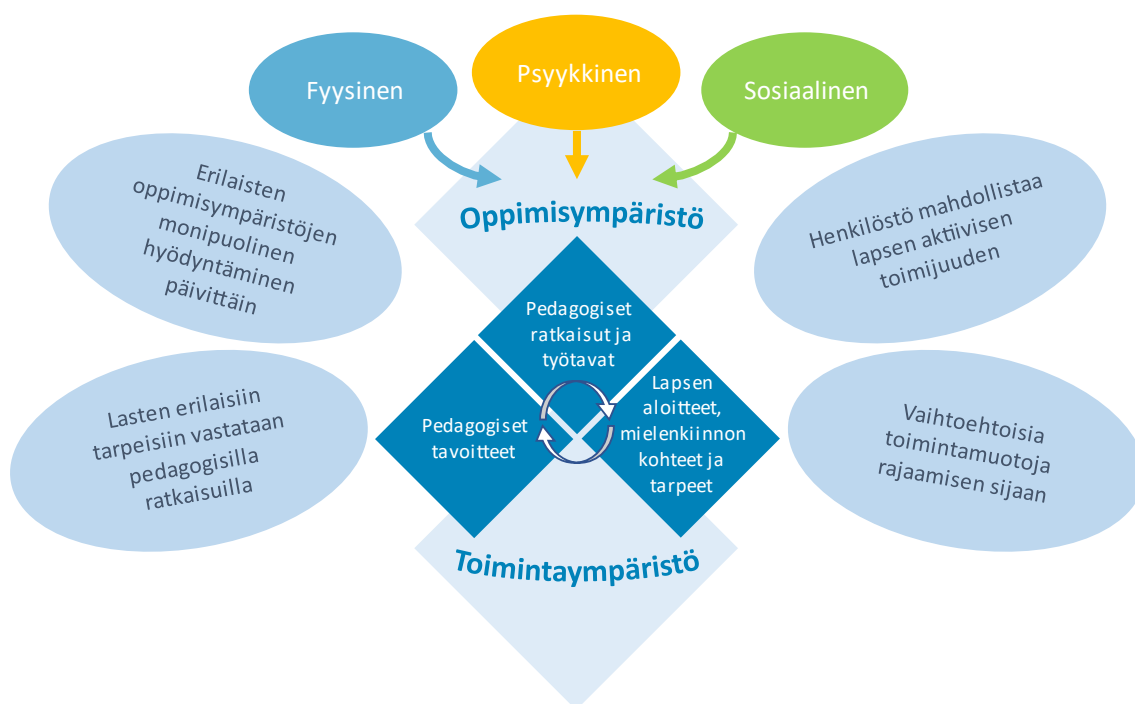 Fyysinen
Psyykkinen
Sosiaalinen
Erilaisten
oppimisympäristöjen
monipuolinen
hyödyntäminen
päivittäin
Oppimisympäristö
Henkilöstö mahdollistaa
lapsen aktiivisen
toimijuuden
Pedagogiset
ratkaisut ja
työtavat
Lasten erilaisiin
tarpeisiin vastataan
pedagogisilla
ratkaisuilla
Pedagogiset
tavoitteet
Lapsen
aloitteet,
mielenkiinnon
kohteet ja
tarpeet
Vaihtoehtoisia
toimintamuotoja
rajaamisen sijaan
Toimintaympäristö